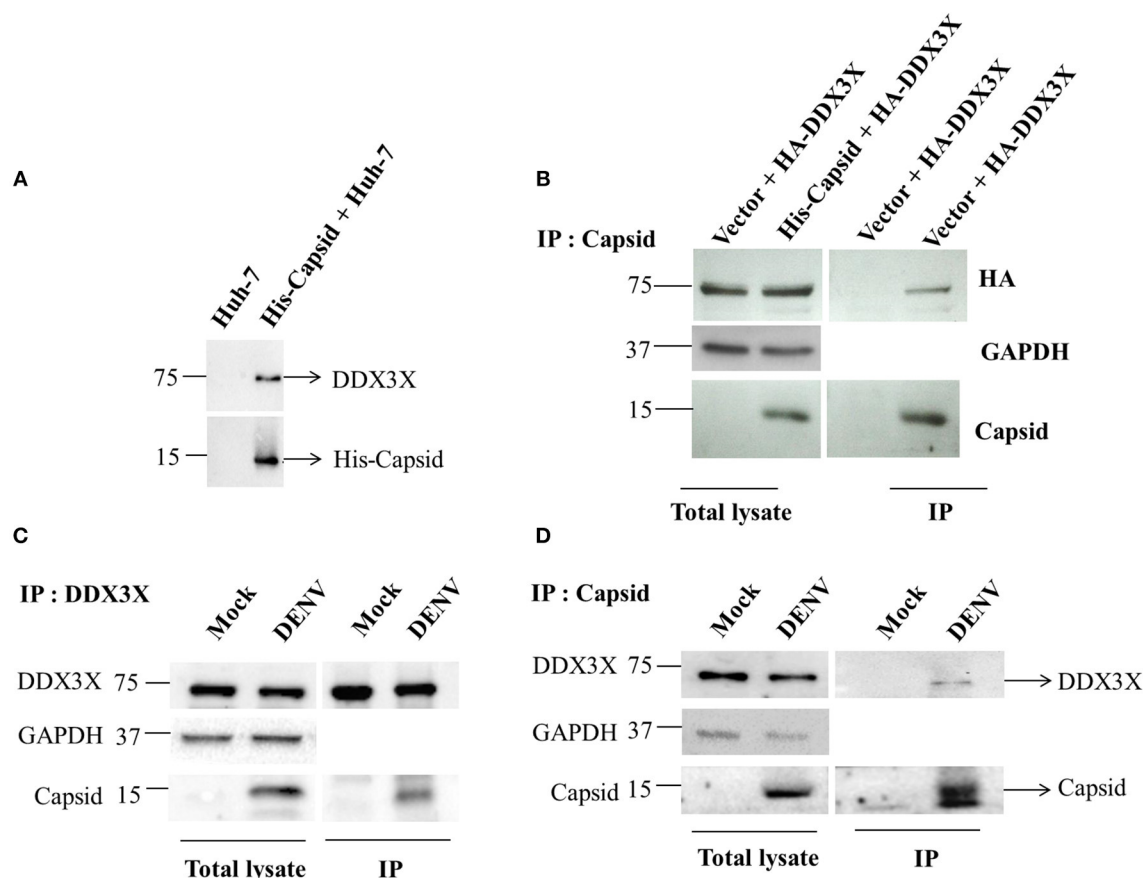 A
Huh-7
His-Capsid + Huh-7
75
DDX3X
15
His-Capsid
B
IP : Capsid
Vector + HA-DDX3X
His-Capsid + HA-DDX3X
Vector + HA-DDX3X
Vector + HA-DDX3X
75
HA
37
GAPDH
15
Capsid
Total lysate
IP
C
IP : DDX3X
Mock
DENV
Mock
DENV
DDX3X 75
GAPDH 37
Capsid 15
Total lysate
IP
D
IP : Capsid
Mock
DENV
Mock
DENV
DDX3X 75
DDX3X
GAPDH 37
Capsid 15
Capsid
Total lysate
IP